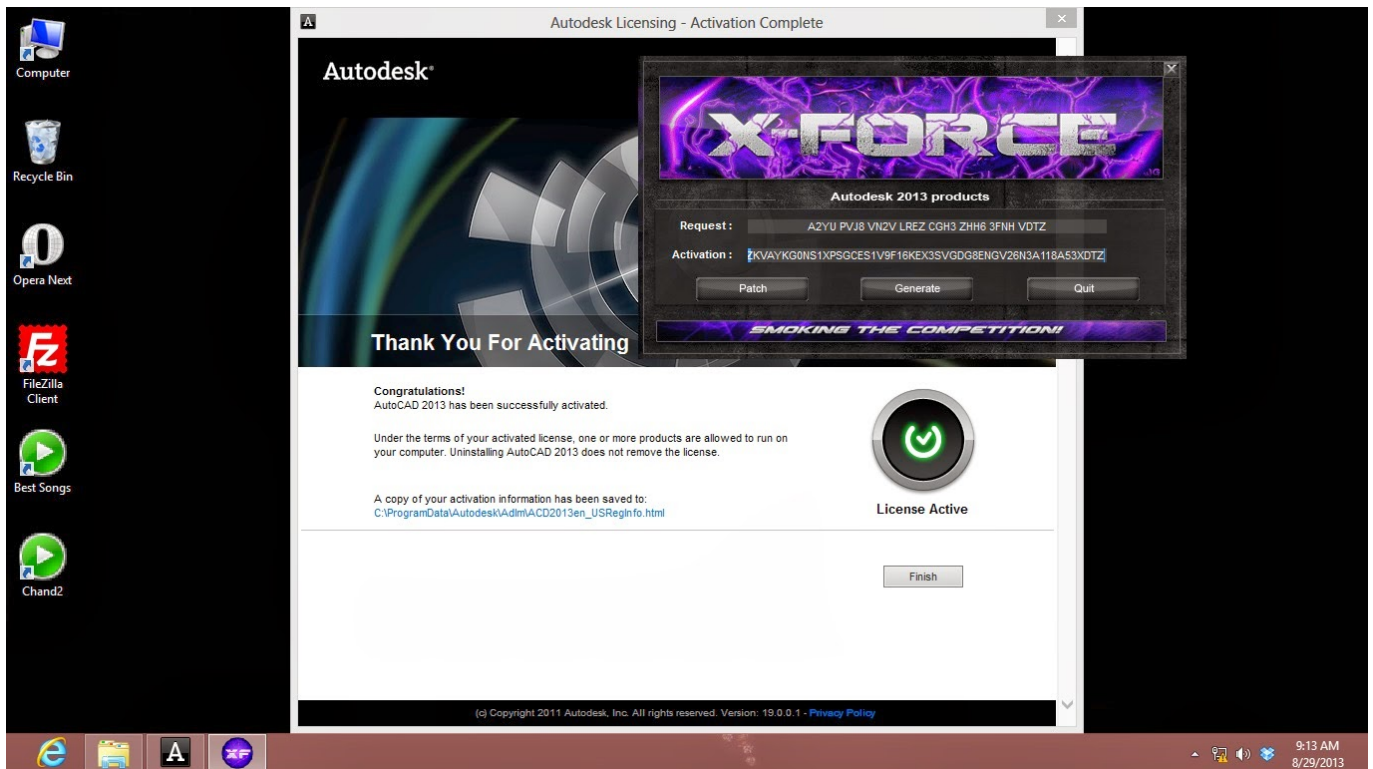 Computer
Recycle Bin
Opera Next
FileZilla
Client
Best Songs
Chand2
Autodesk Licensing - Activation Complete
Autodesk®
X-FORCE
Autodesk 2013 products
Request : A2YU PVJ8 VN2V LREZ CGH3 ZHH6 3FNH VDTZ
Activation : ZKVAYKG0NS1XPSGCES1V9F16KEX3SVGDG8ENGV26N3A118A53XDTZ
Patch Generate Quit
SMOKING THE COMPETITION!
Thank You For Activating
Congratulations!
AutoCAD 2013 has been successfully activated.
Under the terms of your activated license, one or more products are allowed to run on
your computer. Uninstalling AutoCAD 2013 does not remove the license.
A copy of your activation information has been saved to:
C:\ProgramData\Autodesk\Adlm\ACD2013en_USRegInfo.html
License Active
Finish
(c) Copyright 2011 Autodesk, Inc. All rights reserved. Version: 19.0.0.1 - Privacy Policy
A
XF
9:13 AM
8/29/2013